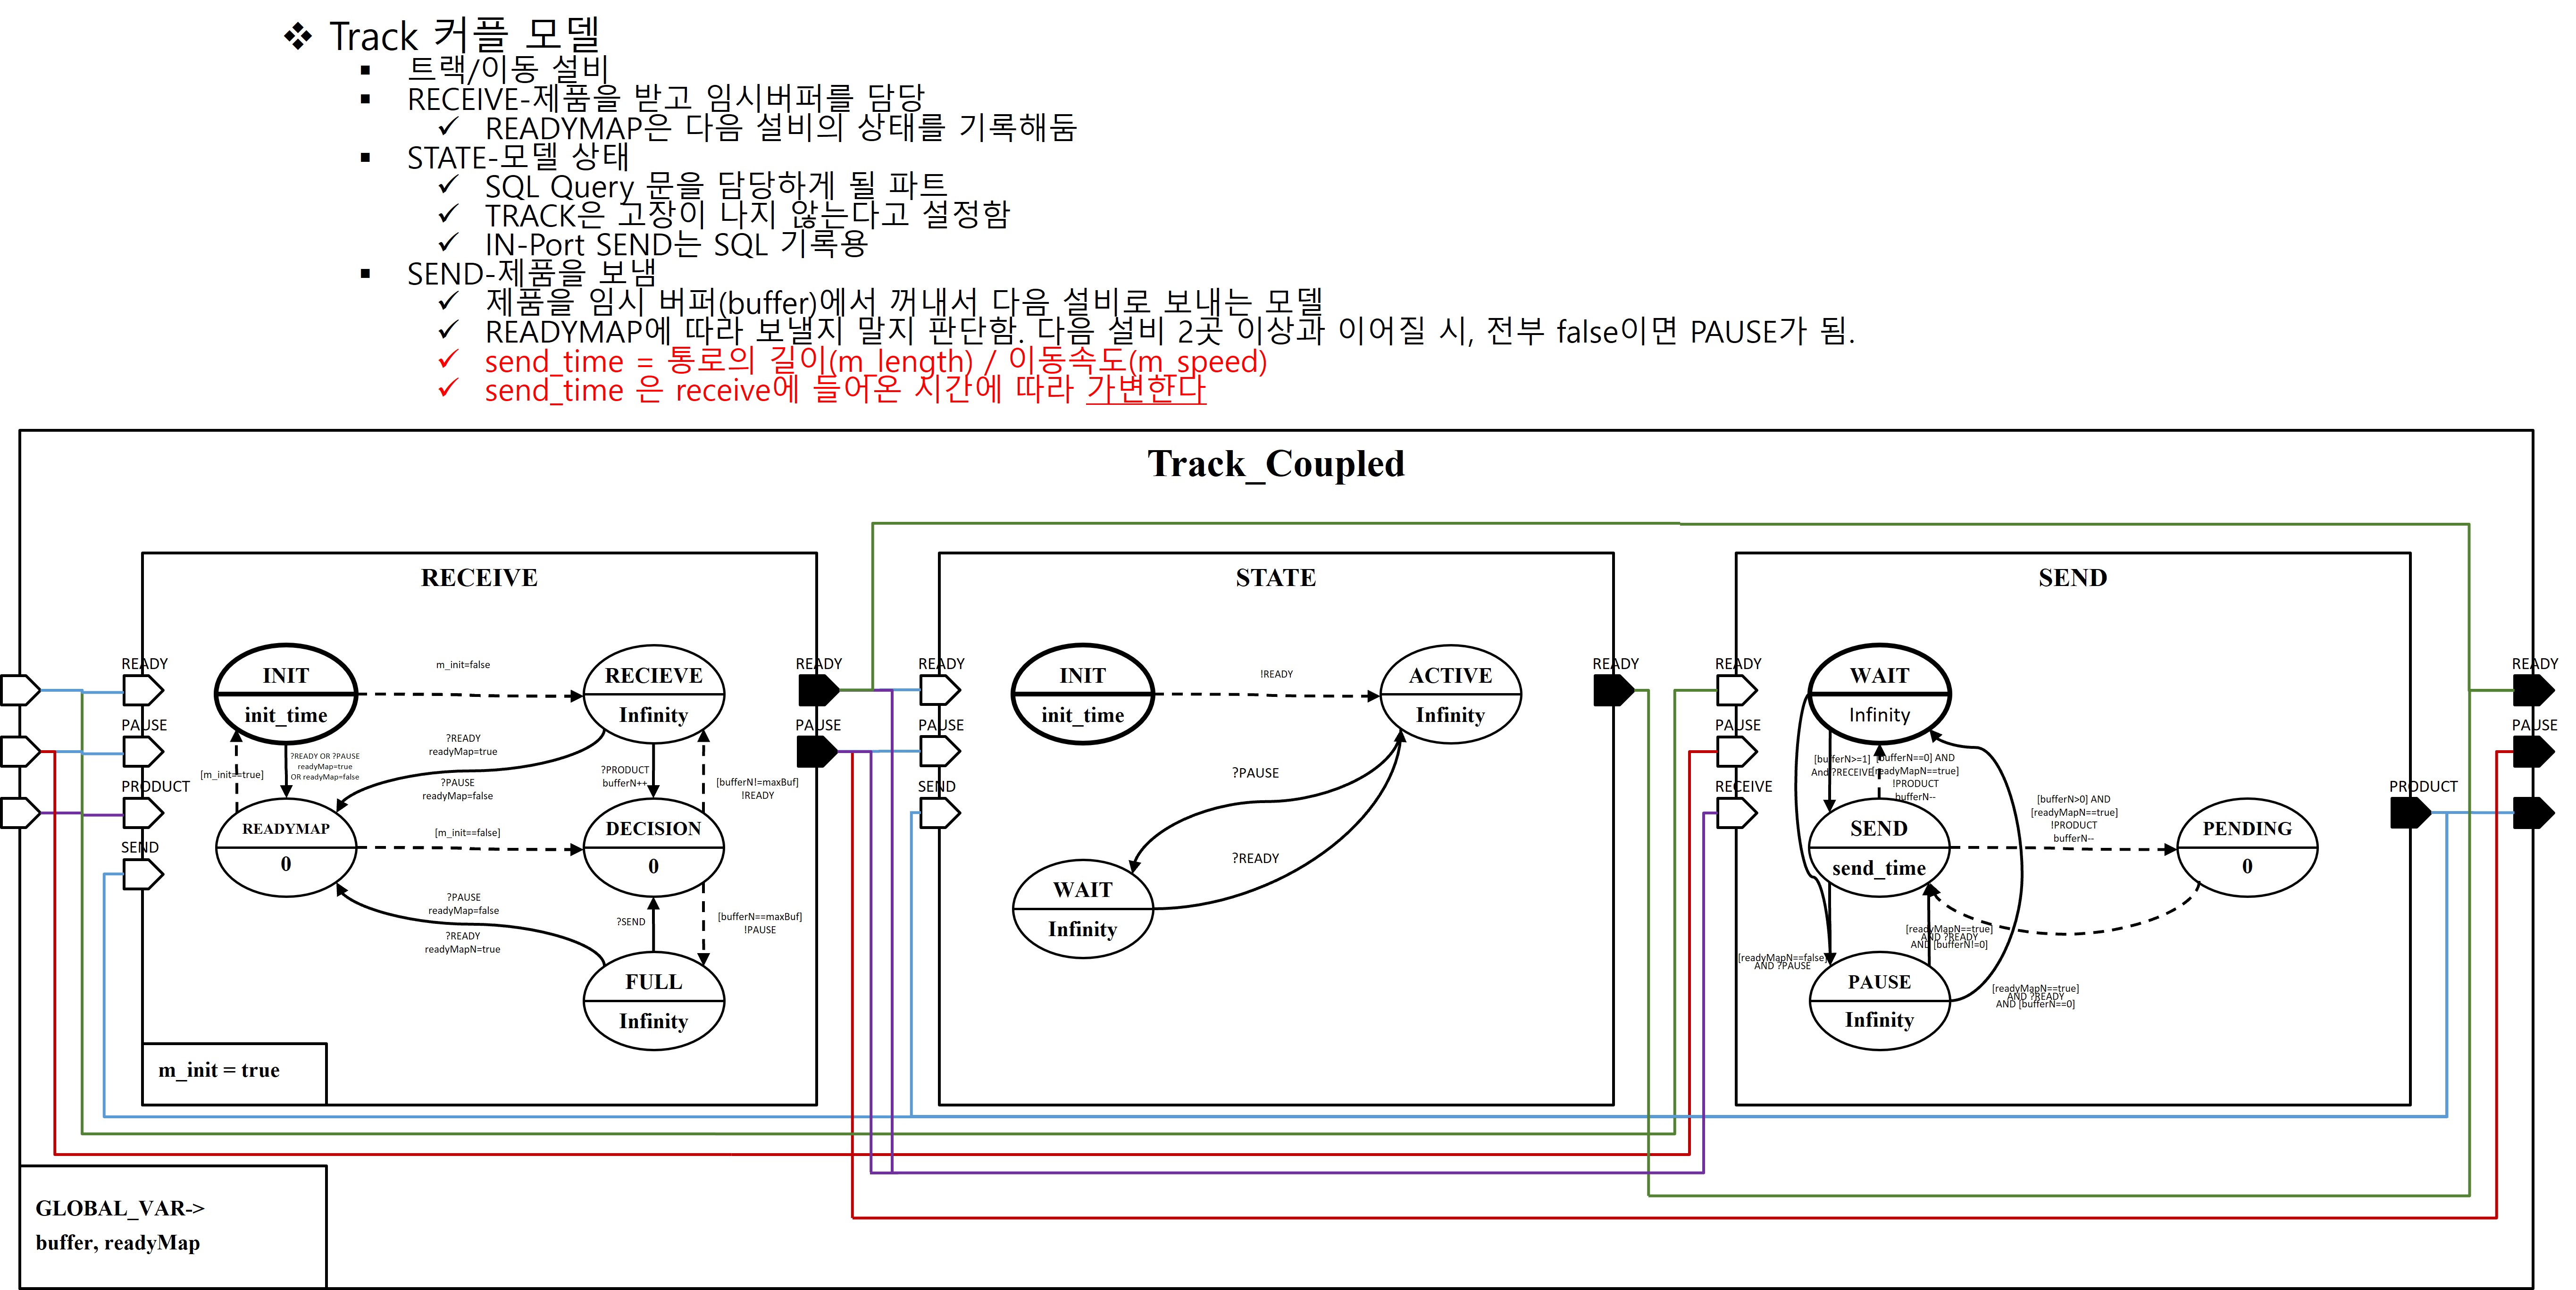 ❖ Track 커플 모델
▪ 트랙/이동 설비
▪ RECEIVE-제품을 받고 임시버퍼를 담당
✓ READYMAP은 다음 설비의 상태를 기록해둠
▪ STATE-모델 상태
✓ SQL Query 문을 담당하게 될 파트
✓ TRACK은 고장이 나지 않는다고 설정함
✓ IN-Port SEND는 SQL 기록용
▪ SEND-제품을 보냄
✓ 제품을 임시 버퍼(buffer)에서 꺼내서 다음 설비로 보내는 모델
✓ READYMAP에 따라 보낼지 말지 판단함. 다음 설비 2곳 이상과 이어질 시, 전부 false이면 PAUSE가 됨.
✓ send_time = 통로의 길이(m_length) / 이동속도(m_speed)
✓ send_time 은 receive에 들어온 시간에 따라 가변한다
Track_Coupled
RECEIVE
READY
PAUSE
PRODUCT
SEND
INIT
init_time
m_init=false
RECIEVE
Infinity
?READY
readyMap=true
?PAUSE
readyMap=false
[m_init==true]
?READY OR ?PAUSE
readyMap=true
OR readyMap=false
?PRODUCT
bufferN++
[bufferN!=maxBuf]
!READY
READYMAP
0
[m_init==false]
DECISION
0
?PAUSE
readyMap=false
?READY
readyMapN=true
?SEND
[bufferN==maxBuf]
!PAUSE
FULL
Infinity
m_init = true
READY
PAUSE
STATE
READY
PAUSE
SEND
INIT
init_time
!READY
ACTIVE
Infinity
?PAUSE
?READY
WAIT
Infinity
READY
SEND
READY
PAUSE
RECEIVE
WAIT
Infinity
[bufferN>=1]
And ?RECEIVE
[bufferN==0] AND
[readyMapN==true]
!PRODUCT
bufferN--
SEND
send_time
[bufferN>0] AND
[readyMapN==true]
!PRODUCT
bufferN--
PENDING
0
[readyMapN==true]
AND ?READY
AND [bufferN!=0]
[readyMapN==false]
AND ?PAUSE
PAUSE
Infinity
[readyMapN==true]
AND ?READY
AND [bufferN==0]
PRODUCT
READY
PAUSE
GLOBAL_VAR->
buffer, readyMap